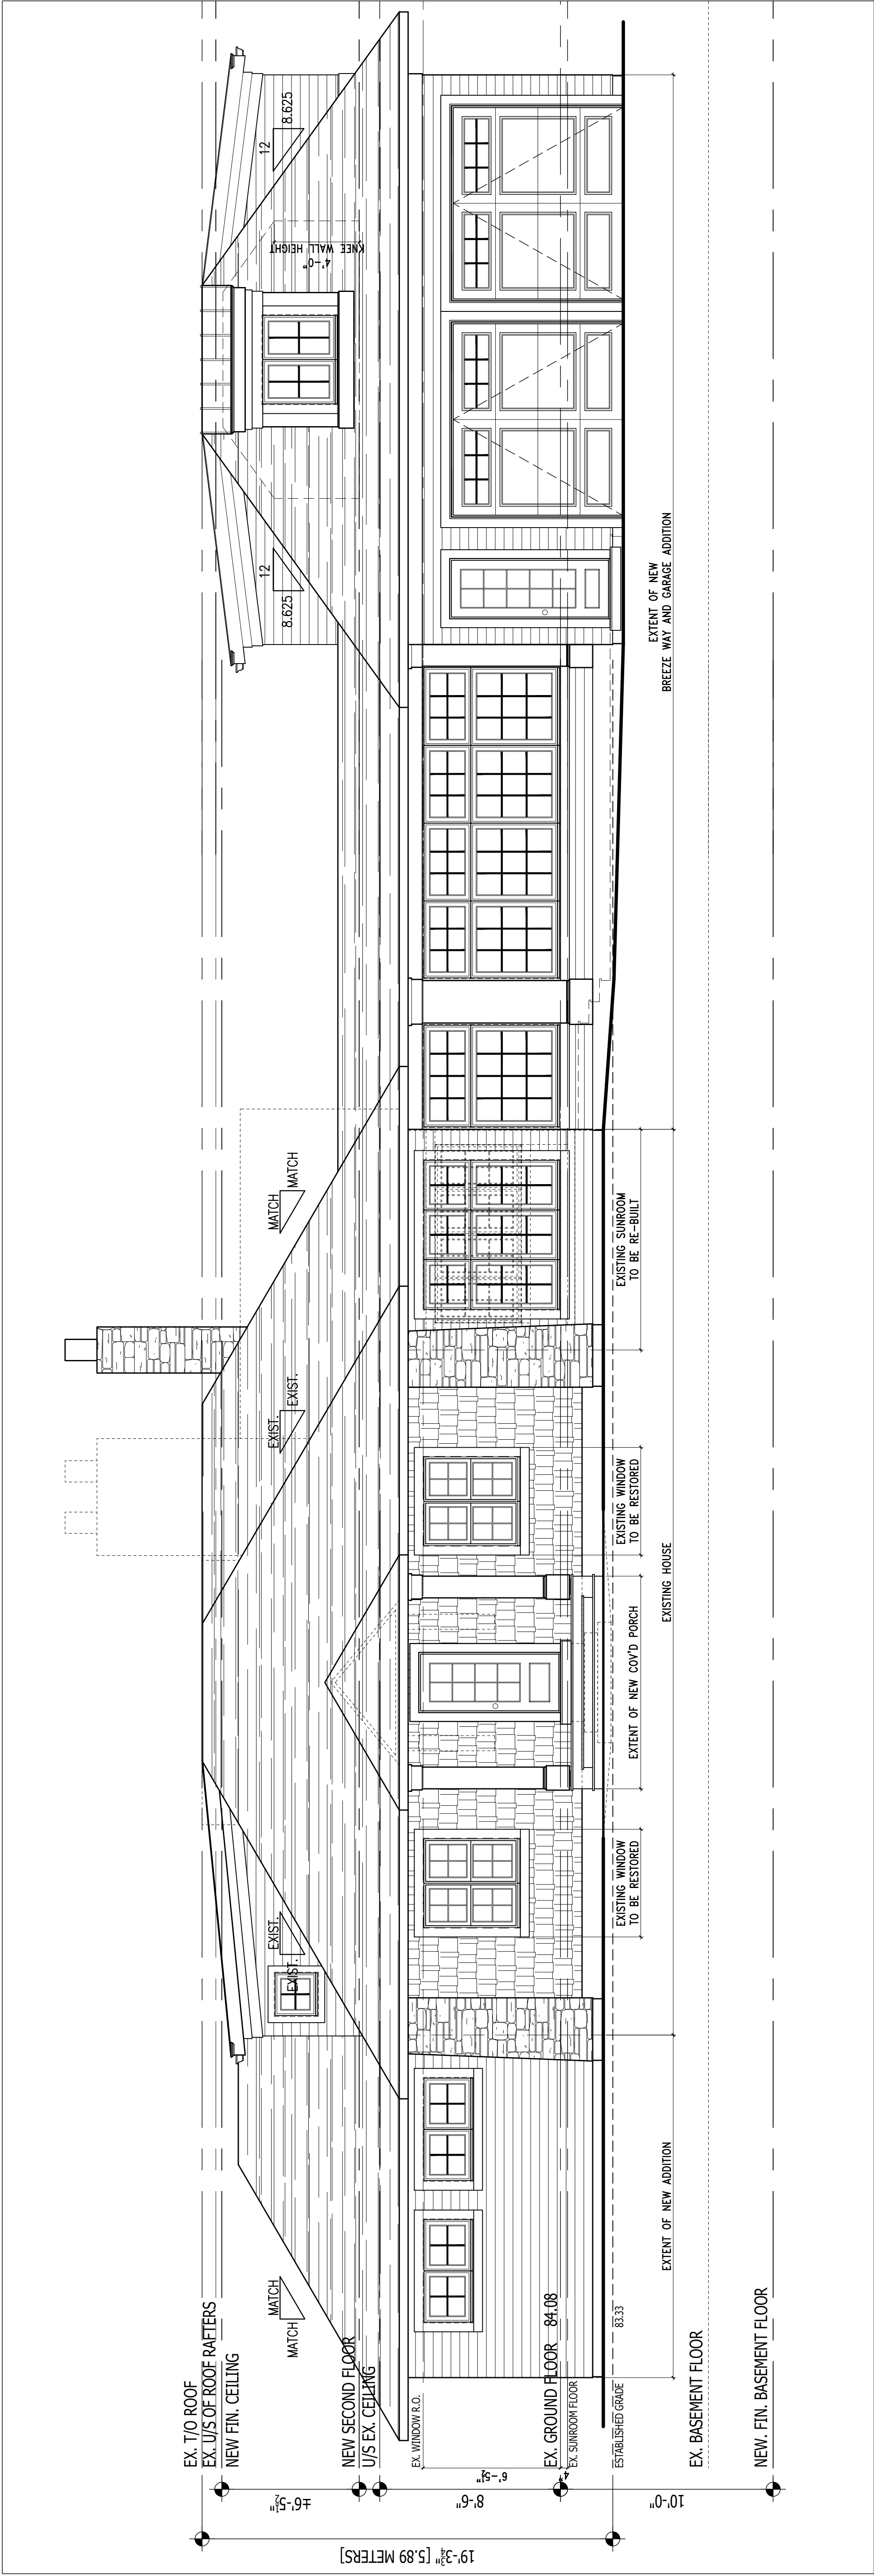 EX. T/O ROOF
EX. U/S OF ROOF RAFTERS
NEW FIN. CEILING
NEW SECOND FLOOR
U/S EX. CEILING
EX. WINDOW R.O.
EX. GROUND FLOOR 84.08
EX. SUNROOM FLOOR
ESTABLISHED GRADE 83.33
EX. BASEMENT FLOOR
NEW. FIN. BASEMENT FLOOR
±6'-5½"
8'-6"
6'-5½"
4"
10'-0"
19'-3¾" [5.89 METERS]
MATCH
MATCH
EXIST.
EXIST.
EXIST.
EXIST.
MATCH
MATCH
12
8.625
12
8.625
4'-0"
KNEE WALL HEIGHT
EXISTING WINDOW
TO BE RESTORED
EXTENT OF NEW COV'D PORCH
EXISTING WINDOW
TO BE RESTORED
EXISTING SUNROOM
TO BE RE-BUILT
EXTENT OF NEW ADDITION
EXISTING HOUSE
EXTENT OF NEW
BREEZE WAY AND GARAGE ADDITION